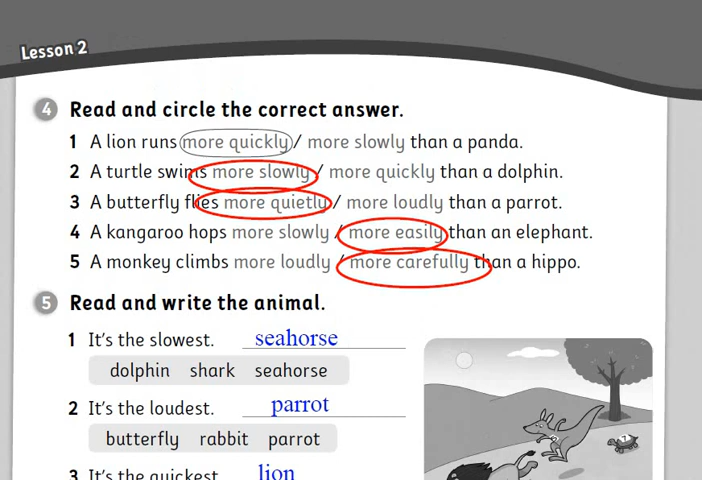 Lesson 2
4 Read and circle the correct answer.
1 A lion runs more quickly / more slowly than a panda.
2 A turtle swims more slowly / more quickly than a dolphin.
3 A butterfly flies more quietly / more loudly than a parrot.
4 A kangaroo hops more slowly / more easily than an elephant.
5 A monkey climbs more loudly / more carefully than a hippo.
5 Read and write the animal.
1 It's the slowest. seahorse
dolphin shark seahorse
2 It's the loudest. parrot
butterfly rabbit parrot
3 It's the quickest. lion